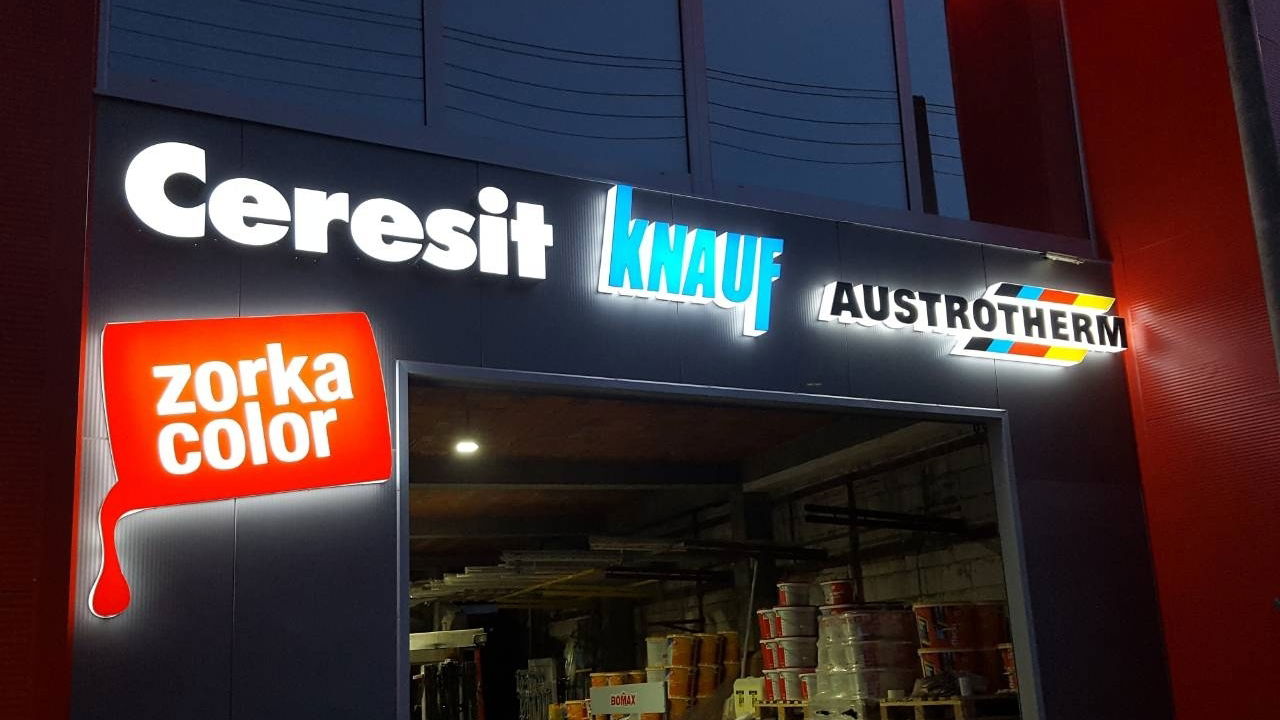 Ceresit
KNAUF
AUSTROTHERM
zorka
color
BOMAX